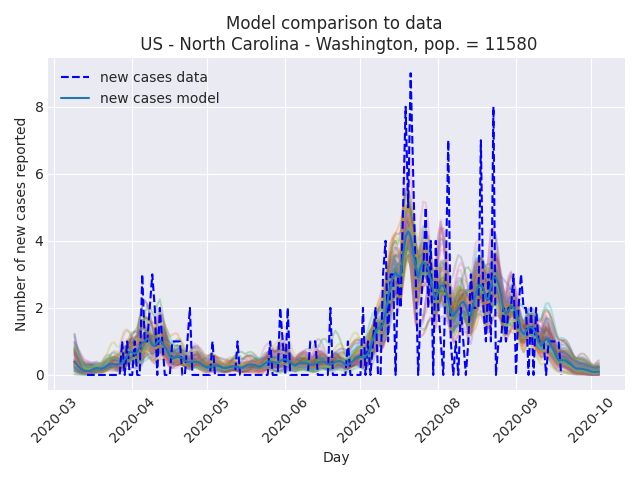 Model comparison to data
US - North Carolina - Washington, pop. = 11580
new cases data
new cases model
Number of new cases reported
8
6
4
2
0
2020-03
2020-04
2020-05
2020-06
2020-07
2020-08
2020-09
2020-10
Day